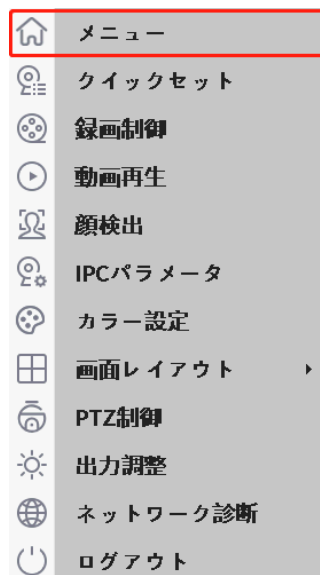 メニュー
クイックセット
録画制御
動画再生
顔検出
IPCパラメータ
カラー設定
画面レイアウト
PTZ制御
出力調整
ネットワーク診断
ログアウト